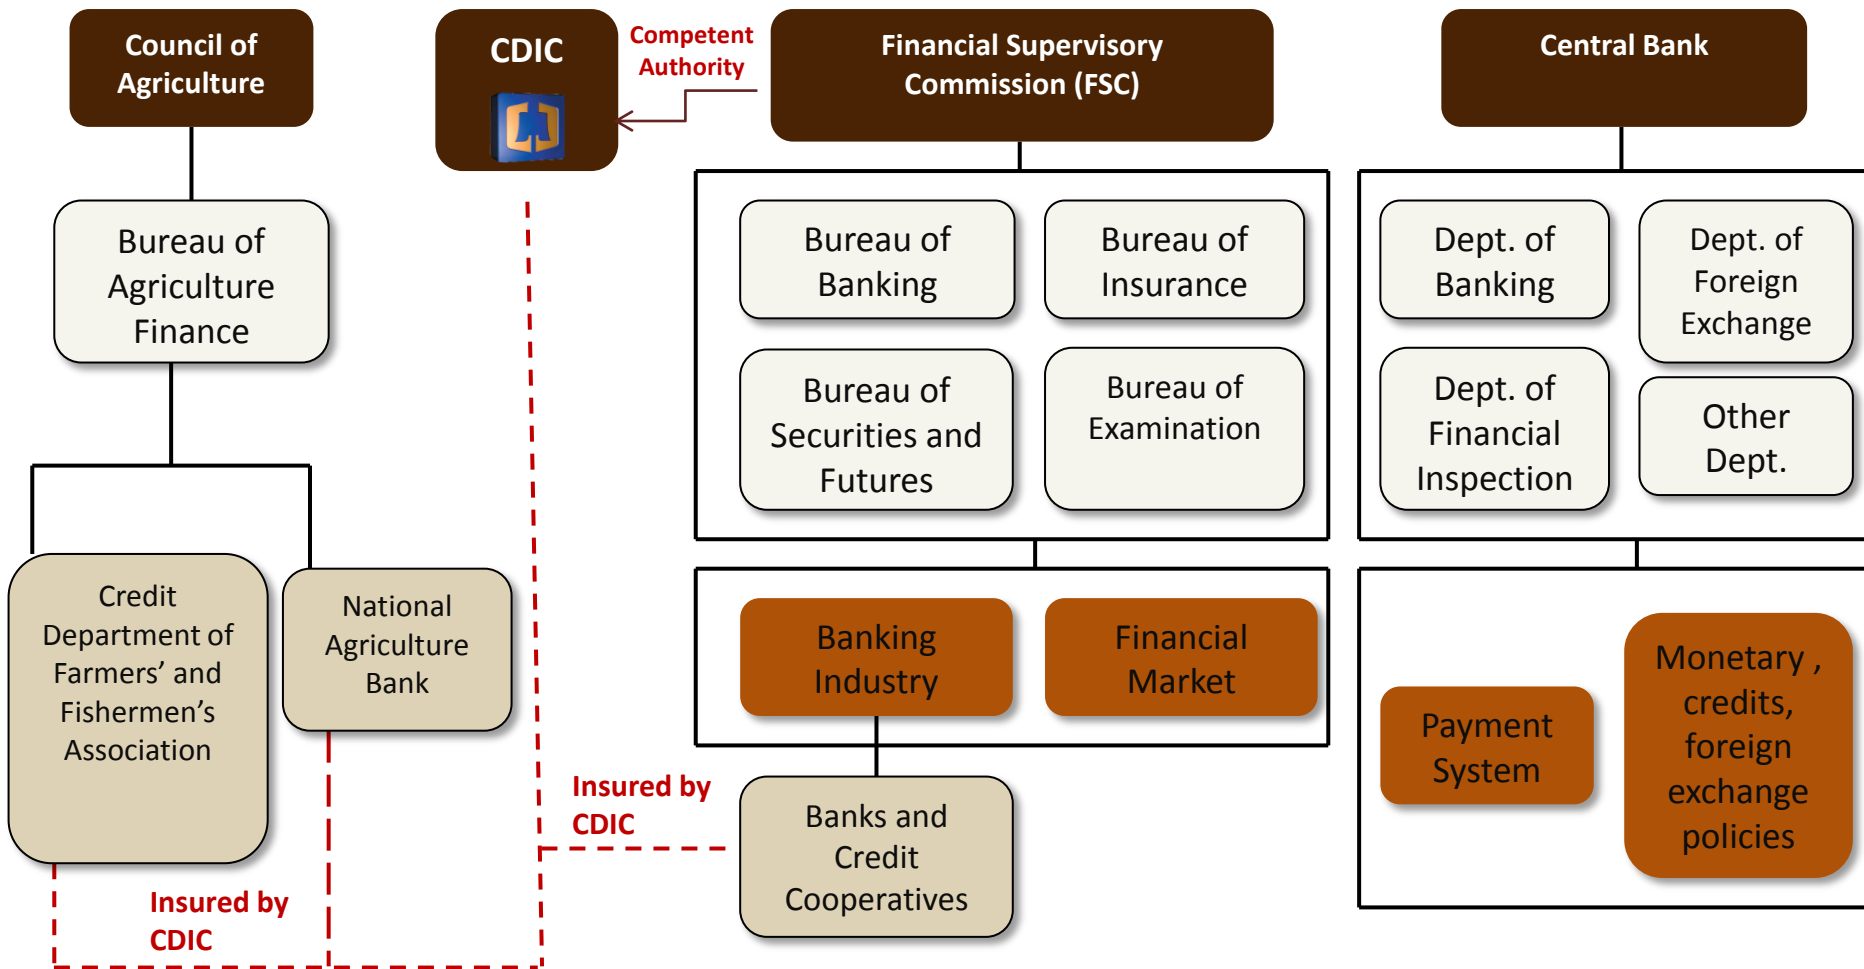 Council of
Agriculture
CDIC
Competent
Authority
Financial Supervisory
Commission (FSC)
Central Bank
Bureau of
Agriculture
Finance
Bureau of
Banking
Bureau of
Insurance
Bureau of
Securities and
Futures
Bureau of
Examination
Dept. of
Banking
Dept. of
Foreign
Exchange
Dept. of
Financial
Inspection
Other
Dept.
Credit
Department of
Farmers’ and
Fishermen’s
Association
National
Agriculture
Bank
Banking
Industry
Financial
Market
Payment
System
Monetary ,
credits,
foreign
exchange
policies
Insured by
CDIC
Banks and
Credit
Cooperatives
Insured by
CDIC